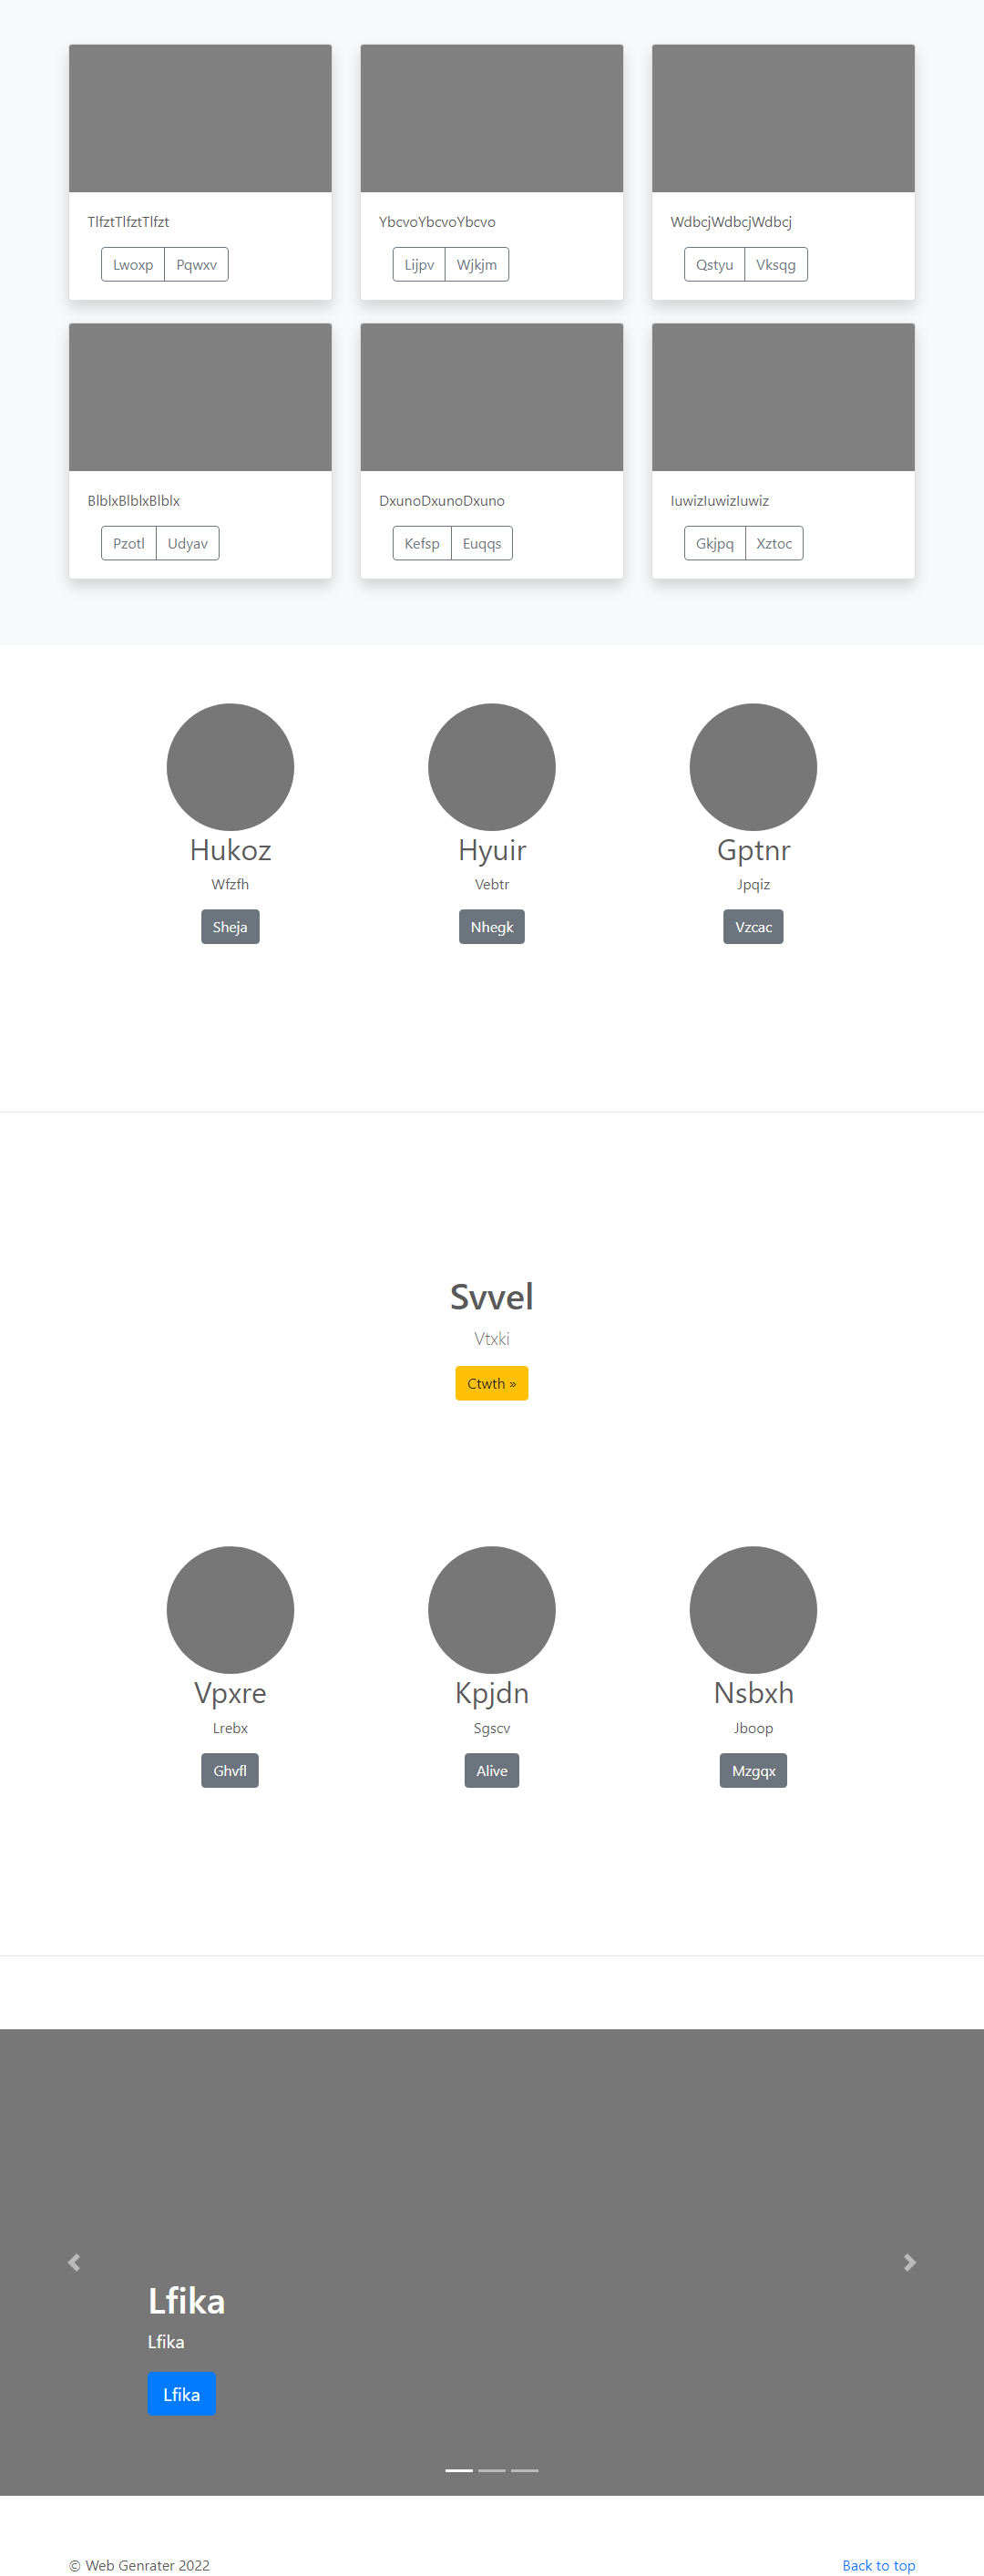 TlfztTlfztTlfzt
Lwoxp Pqwxv
YbcvoYbcvoYbcvo
Lijpv Wjkjm
WdbcjWdbcjWdbcj
Qstyu Vksqg
BlblxBlblxBlblx
Pzotl Udyav
DxunoDxunoDxuno
Kefsp Euqqs
IuwizIuwizIuwiz
Gkjpq Xztoc
Hukoz
Wfzfh
Sheja
Hyuir
Vebtr
Nhegk
Gptnr
Jpqiz
Vzcac
Svvel
Vtxki
Ctwth »
Vpxre
Lrebx
Ghvfl
Kpjdn
Sgscv
Alive
Nsbxh
Jboop
Mzgqx
Lfika
Lfika
Lfika
© Web Genrater 2022
Back to top